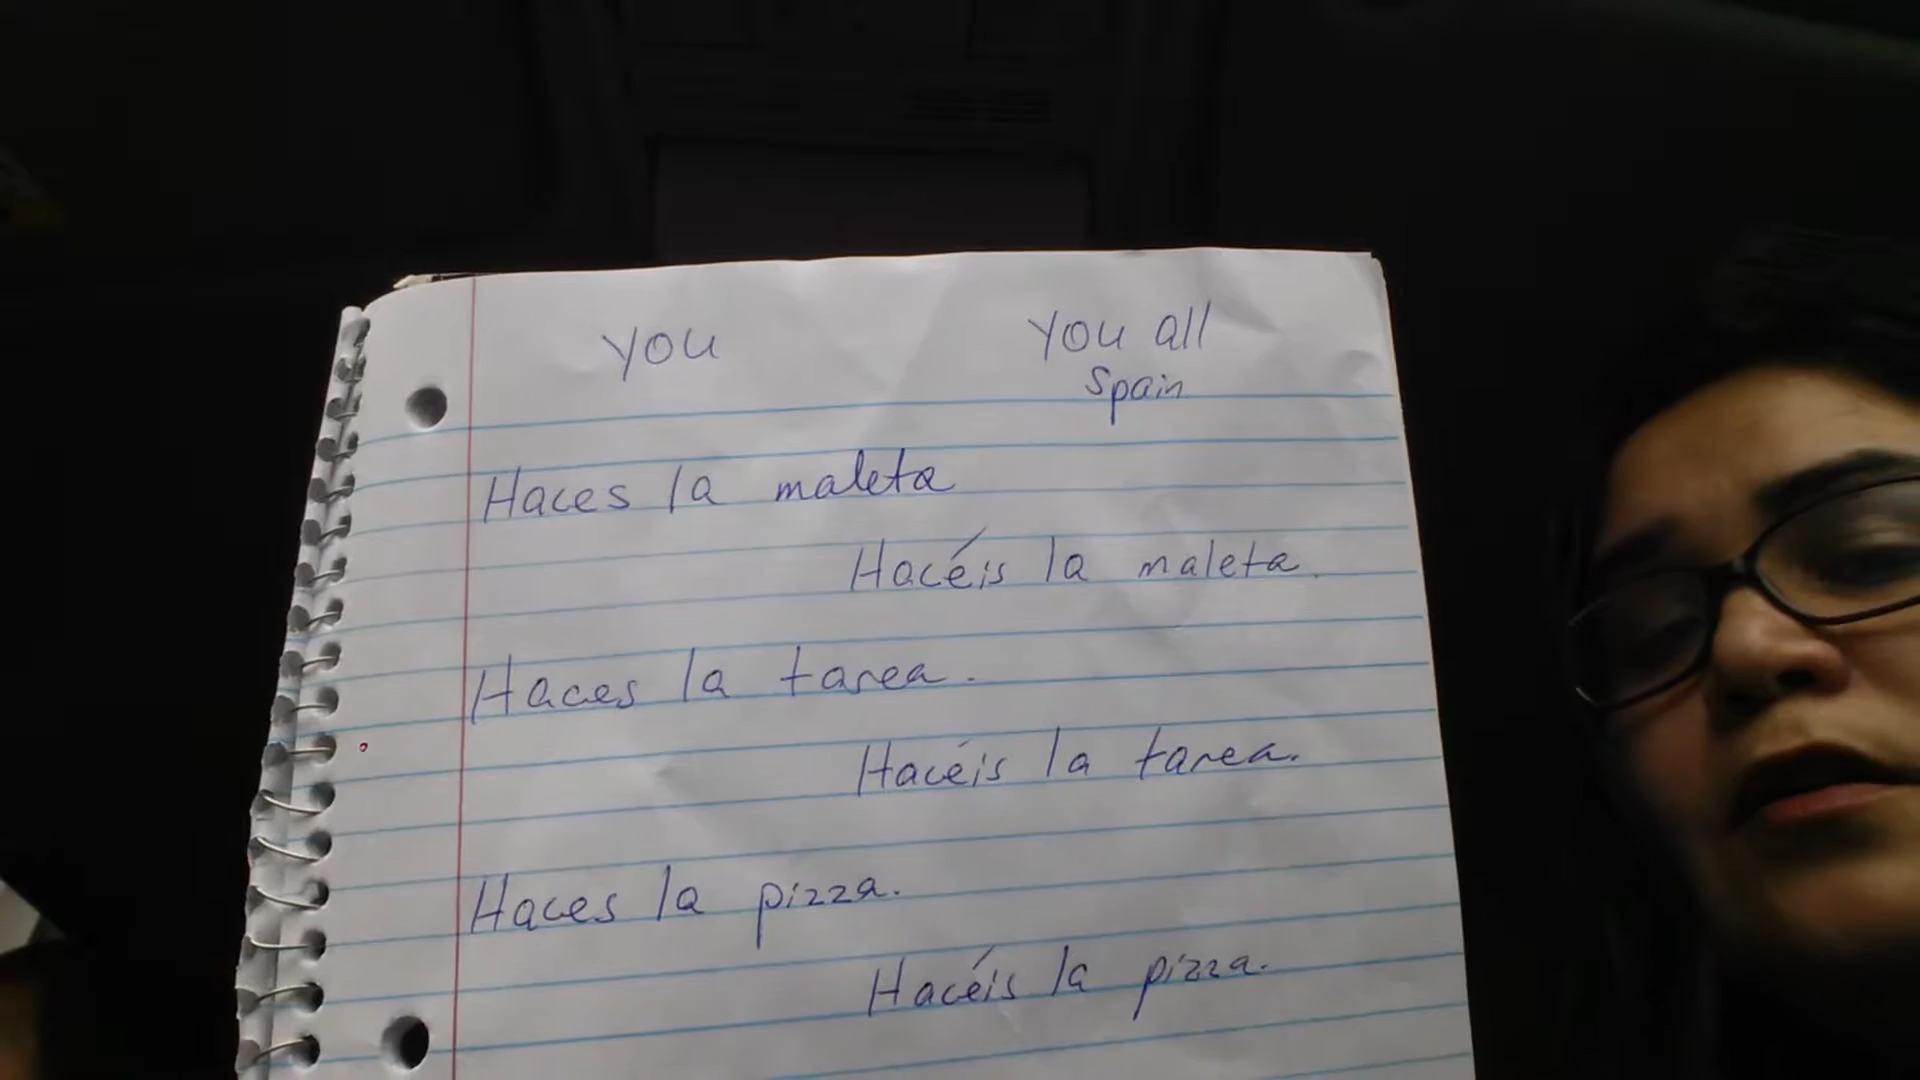 you
you all
Spain
Haces la maleta
Hacéis la maleta.
Haces la tarea.
Hacéis la tarea.
Haces la pizza.
Hacéis la pizza.